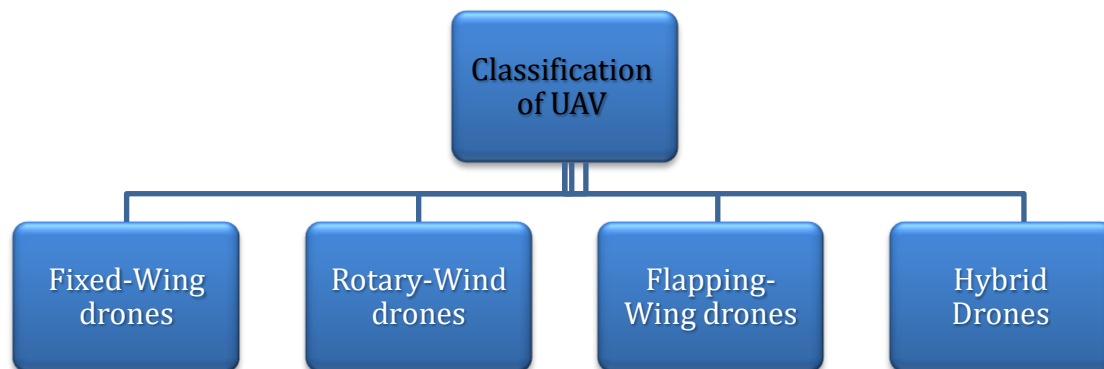 Classification
of UAV
Fixed-Wing
drones
Rotary-Wind
drones
Flapping-
Wing drones
Hybrid
Drones